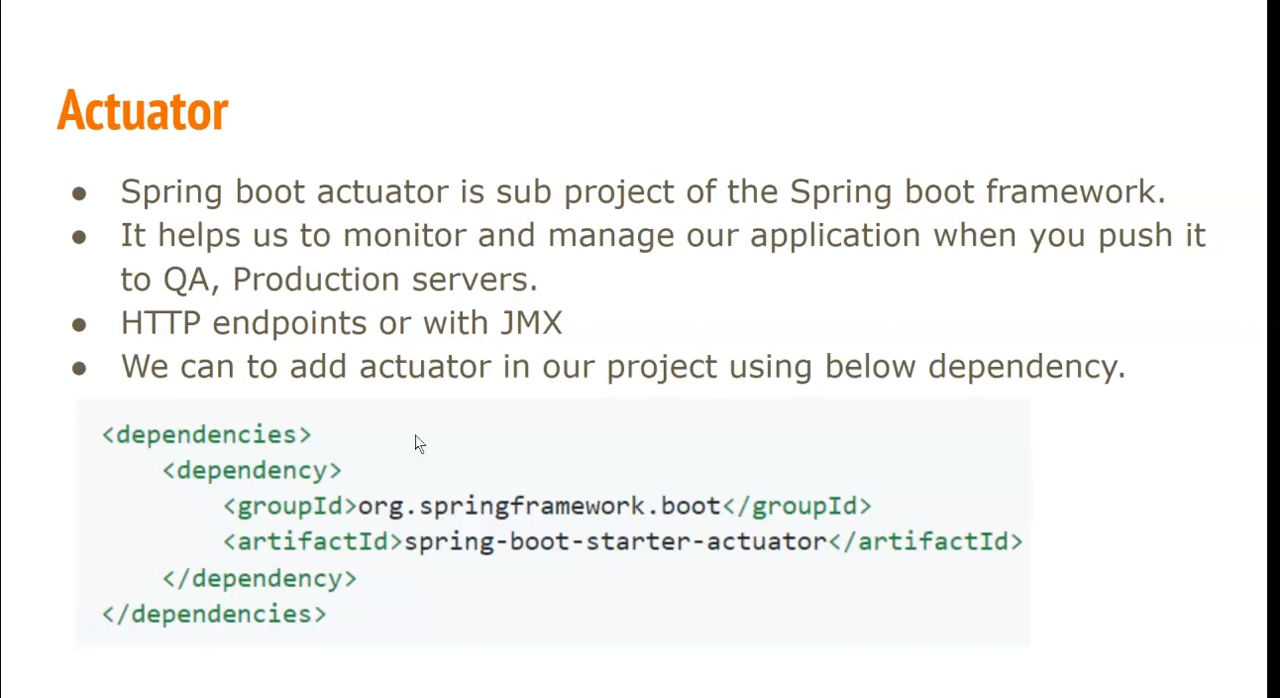 Actuator
● Spring boot actuator is sub project of the Spring boot framework.
● It helps us to monitor and manage our application when you push it
to QA, Production servers.
● HTTP endpoints or with JMX
● We can to add actuator in our project using below dependency.
<dependencies>
    <dependency>
        <groupId>org.springframework.boot</groupId>
        <artifactId>spring-boot-starter-actuator</artifactId>
    </dependency>
</dependencies>